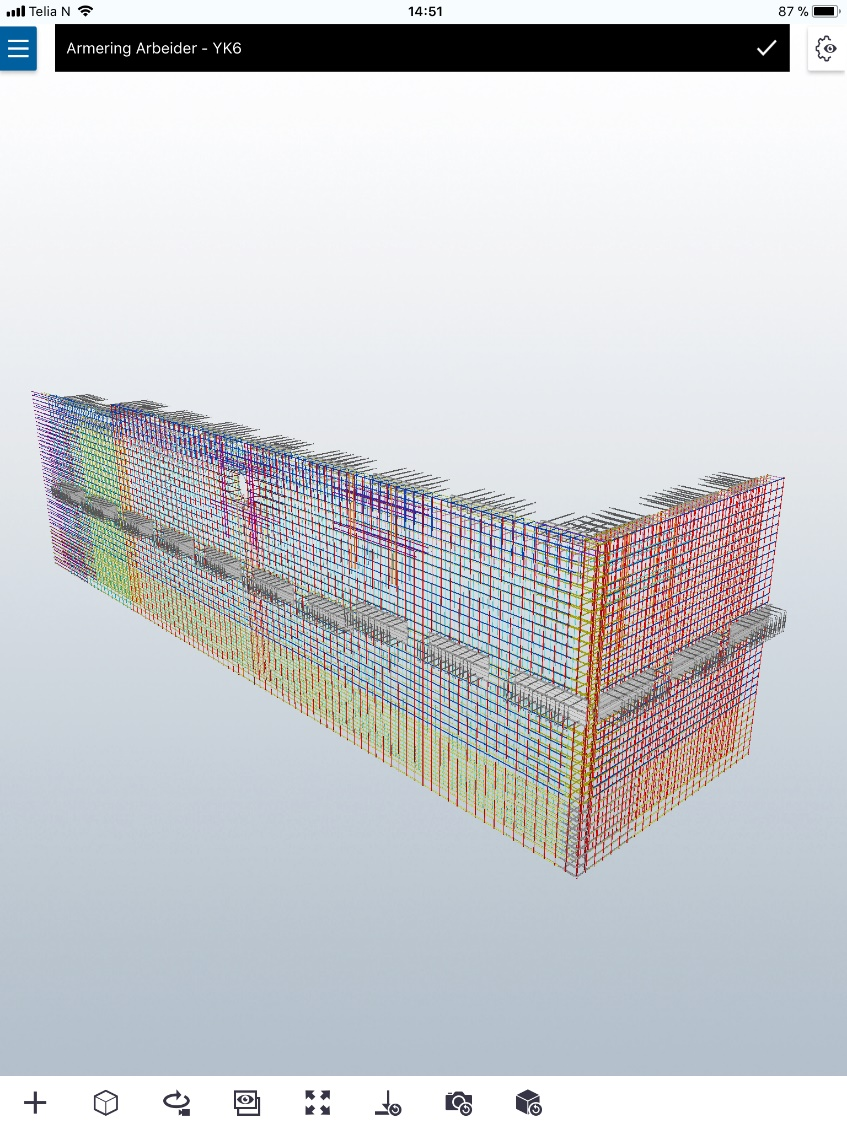 Telia N 14:51 87 %
Armering Arbeider - YK6